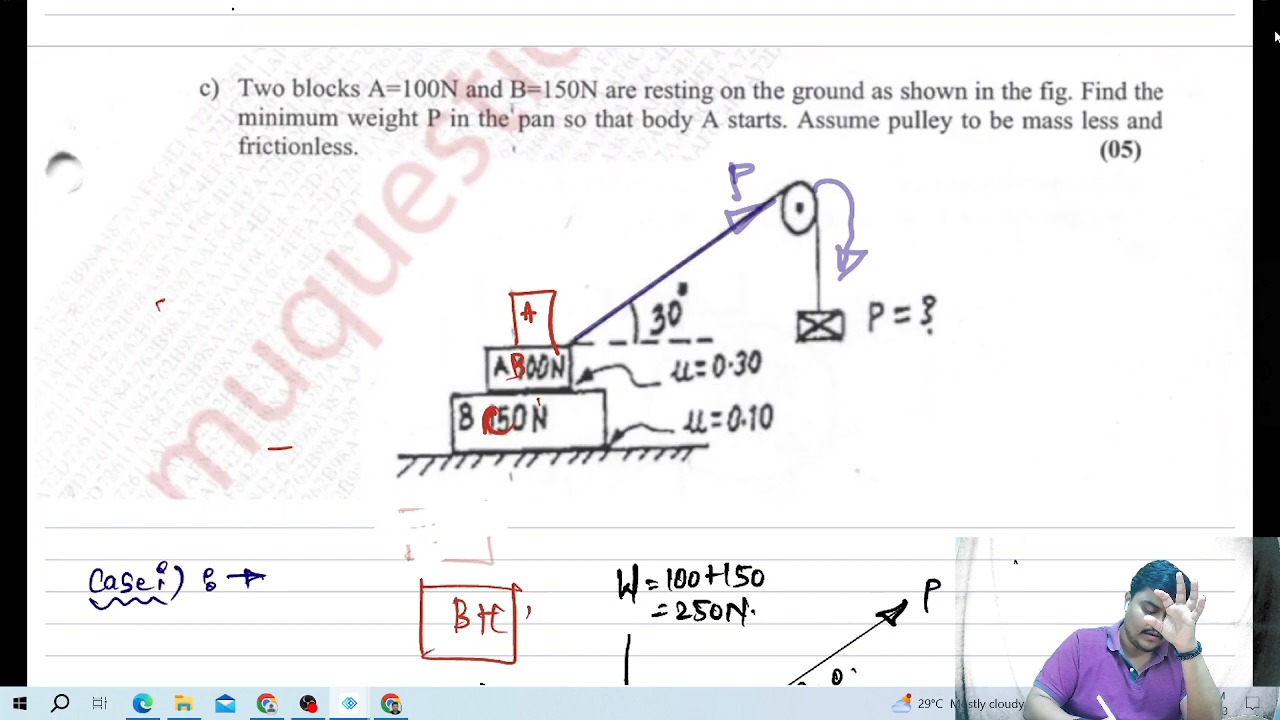 c) Two blocks A=100N and B=150N are resting on the ground as shown in the fig. Find the
minimum weight P in the pan so that body A starts. Assume pulley to be mass less and
frictionless. (05)
muquestion
P
A
30°
P = ?
A B00N
μ=0.30
B 150N
μ=0.10
Case i) :→
W = 100+150
= 250N.
P
B+C
θ
29°C Mostly cloudy